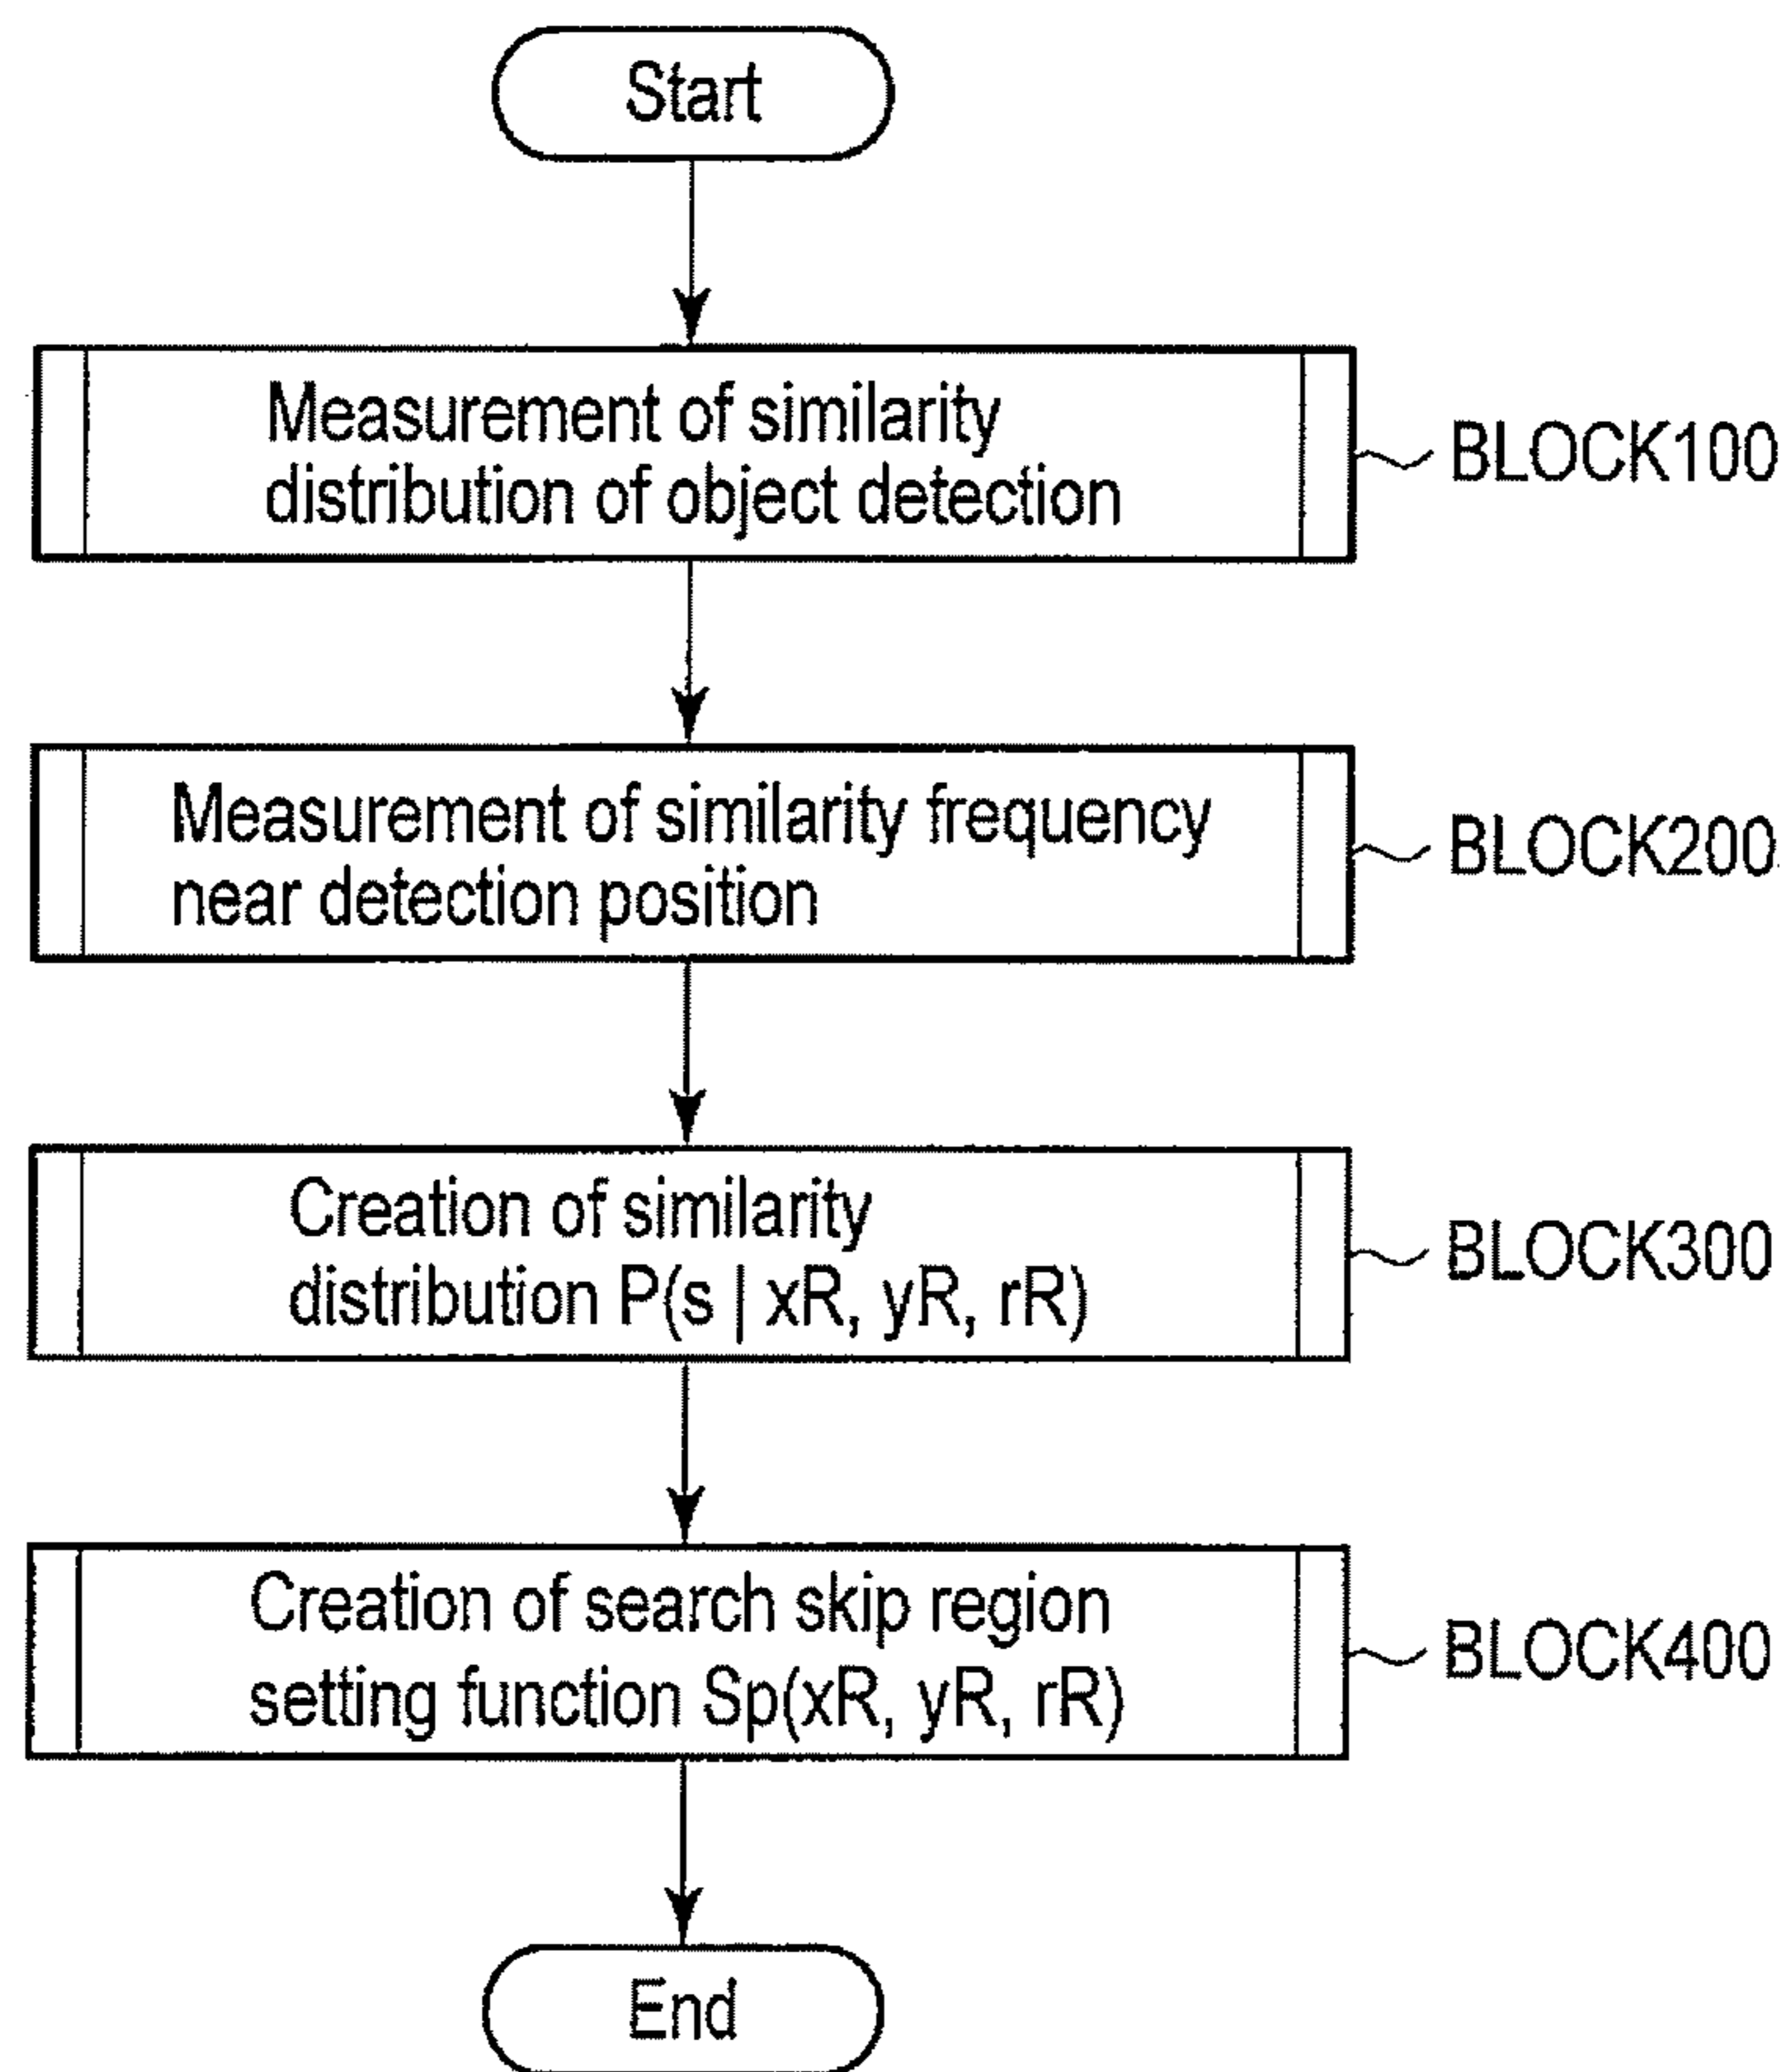 Start
Measurement of similarity
distribution of object detection
BLOCK100
Measurement of similarity frequency
near detection position
BLOCK200
Creation of similarity
distribution P(s | xR, yR, rR)
BLOCK300
Creation of search skip region
setting function Sp(xR, yR, rR)
BLOCK400
End